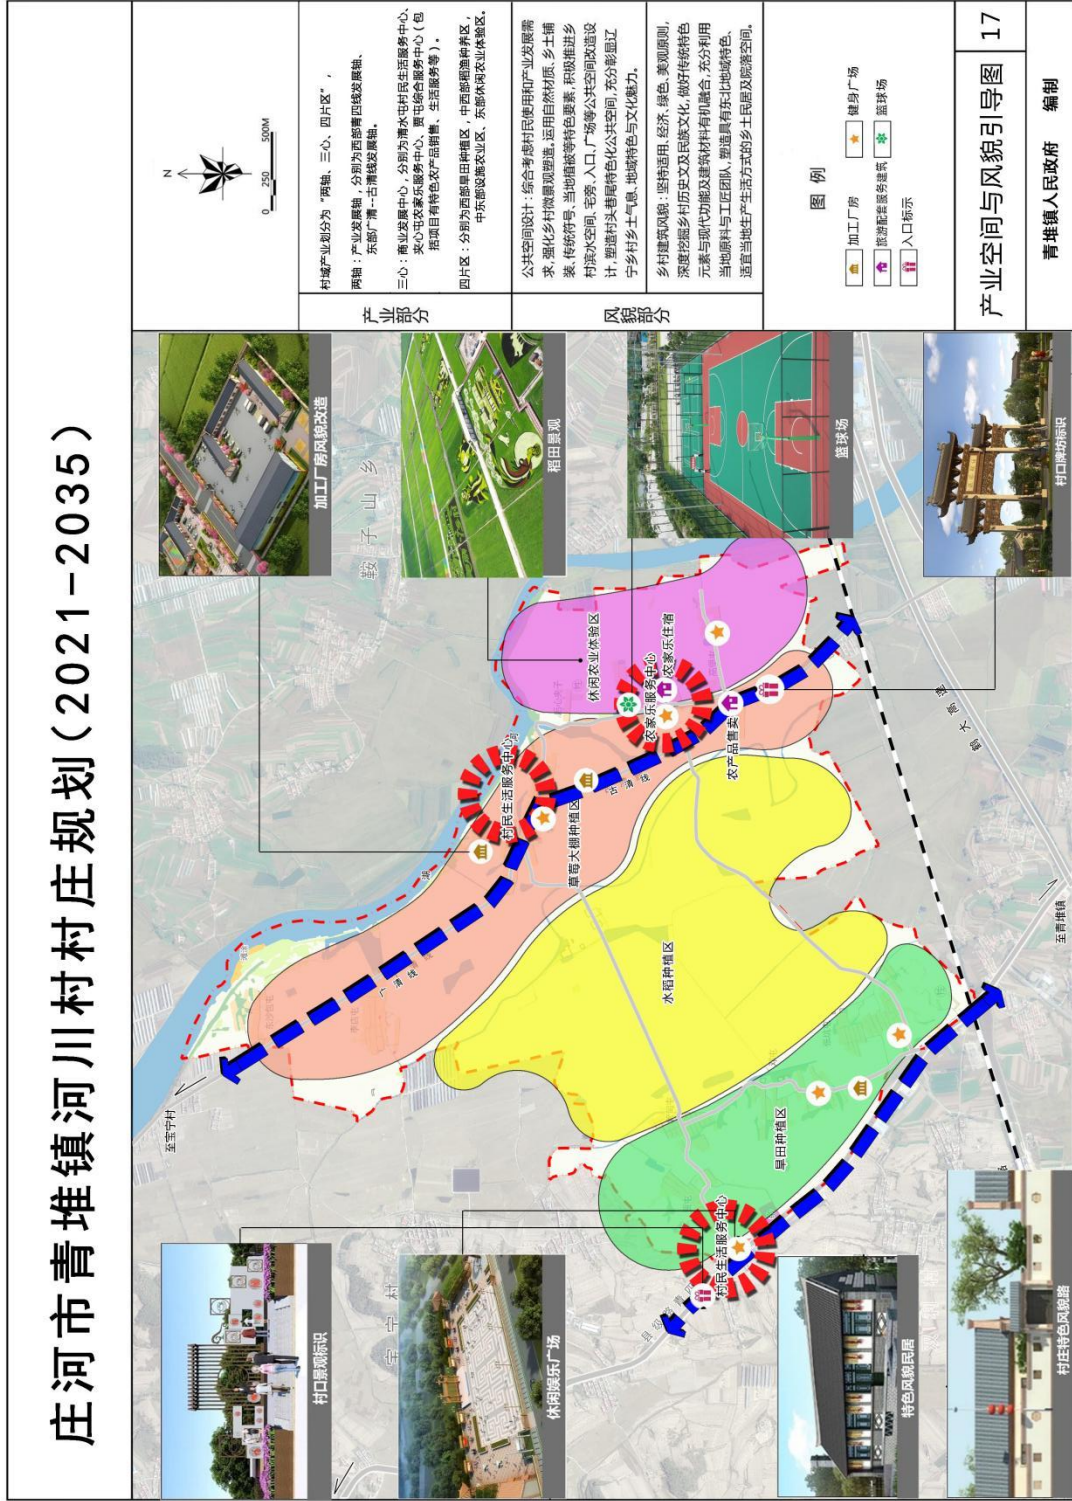 庄河市青堆镇河川村村庄规划(2021-2035)
N
0 250 500M
产业部分
村域产业划分为“两轴、三心、四片区”，
两轴：产业发展轴，分别为西部青四线发展轴、
东部广清--古清线发展轴。
三心：商业发展中心，分别为清水屯村民生活服务中心、
夹心屯农家乐服务中心、贾屯综合服务中心（包
括项目有特色农产品销售、生活服务等）。
四片区：分别为西部旱田种植区，中西部稻渔种养区，
中东部设施农业区、东部休闲农业体验区。
风貌部分
公共空间设计：综合考虑村民使用和产业发展需
求,强化乡村微景观塑造,运用自然材质、乡土铺
装、传统符号、当地植被等特色要素,积极推进乡
村滨水空间、宅旁、入口、广场等公共空间改造设
计,塑造村头巷尾特色化公共空间,充分彰显辽
宁乡村乡土气息、地域特色与文化魅力。
乡村建筑风貌：坚持适用、经济、绿色、美观原则,
深度挖掘乡村历史文及民族文化,做好传统特色
元素与现代功能及建筑材料有机融合,充分利用
当地原料与工匠团队,塑造具有东北地域特色、
适宜当地生产生活方式的乡土民居及院落空间。
图 例
加工厂房
健身广场
旅游配套服务建筑
篮球场
入口标示
产业空间与风貌引导图
17
青堆镇人民政府 编制
加工厂房风貌改造
稻田景观
篮球场
村口牌坊标识
村口景观标识
休闲娱乐广场
特色风貌民居
村庄特色风貌路
鞍子山乡
至宝宁村
宝宁村
广清线
古清线
村民生活服务中心
草莓大棚种植区
休闲农业体验区
农家乐服务中心
农家乐住宿
农产品售卖
水稻种植区
旱田种植区
村民生活服务中心
鹤大高速
至青堆镇